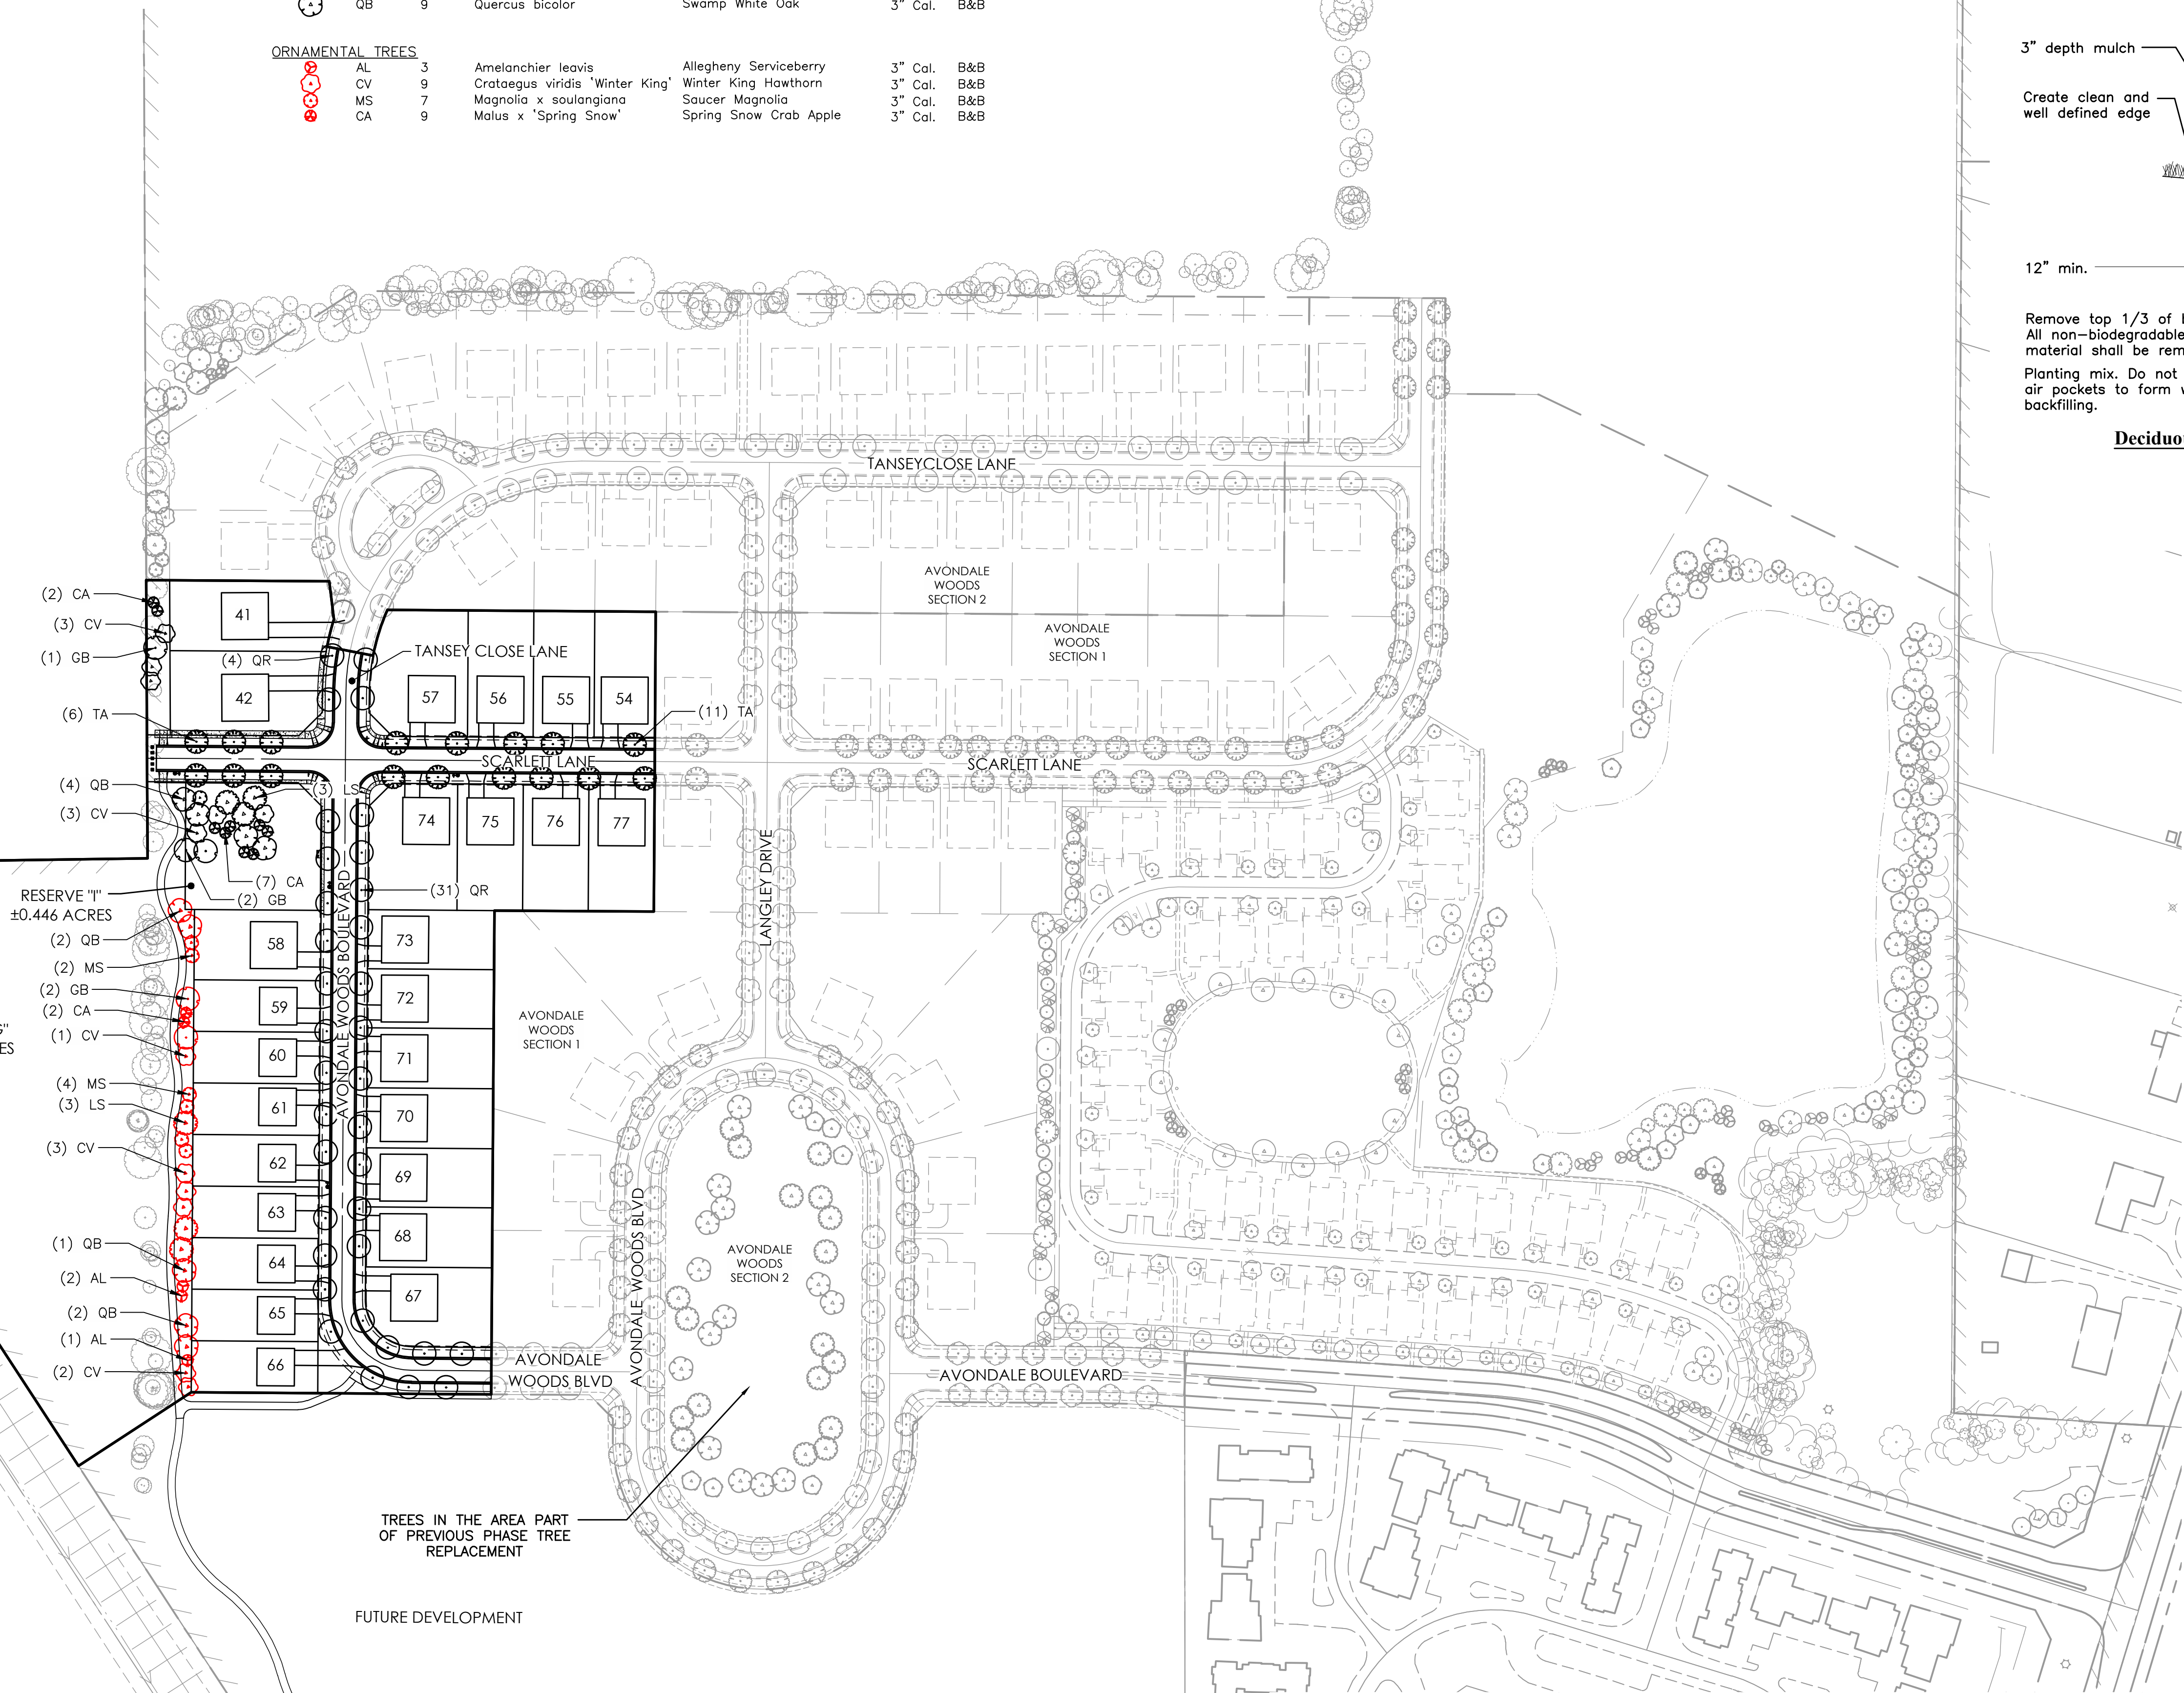 QB 9 Quercus bicolor Swamp White Oak 3" Cal. B&B
ORNAMENTAL TREES
AL 3 Amelanchier leavis Allegheny Serviceberry 3" Cal. B&B
CV 9 Crataegus viridis 'Winter King' Winter King Hawthorn 3" Cal. B&B
MS 7 Magnolia x soulangiana Saucer Magnolia 3" Cal. B&B
CA 9 Malus x 'Spring Snow' Spring Snow Crab Apple 3" Cal. B&B
3" depth mulch
Create clean and
well defined edge
12" min.
Remove top 1/3 of
All non-biodegradable
material shall be
Planting mix. Do not
air pockets to form
backfilling.
TANSEYCLOSE LANE
AVONDALE
WOODS
SECTION 2
AVONDALE
WOODS
SECTION 1
(2) CA
(3) CV
(1) GB
(6) TA
(4) QB
(3) CV
41
(4) QR
42
TANSEY CLOSE LANE
57
56
55
54
(11) TA
SCARLETT LANE
SCARLETT LANE
(3) LS
74
75
76
77
(7) CA
(2) GB
(31) QR
LANGLEY DRIVE
RESERVE "I"
±0.446 ACRES
(2) QB
(2) MS
(2) GB
(2) CA
(1) CV
(4) MS
(3) LS
(3) CV
(1) QB
(2) AL
(2) QB
(1) AL
(2) CV
58
59
60
61
62
63
64
65
66
AVONDALE WOODS BOULEVARD
73
72
71
70
69
68
67
AVONDALE
WOODS
SECTION 1
AVONDALE WOODS BLVD
AVONDALE
WOODS
SECTION 2
AVONDALE
WOODS BLVD
AVONDALE BOULEVARD
TREES IN THE AREA PART
OF PREVIOUS PHASE TREE
REPLACEMENT
FUTURE DEVELOPMENT